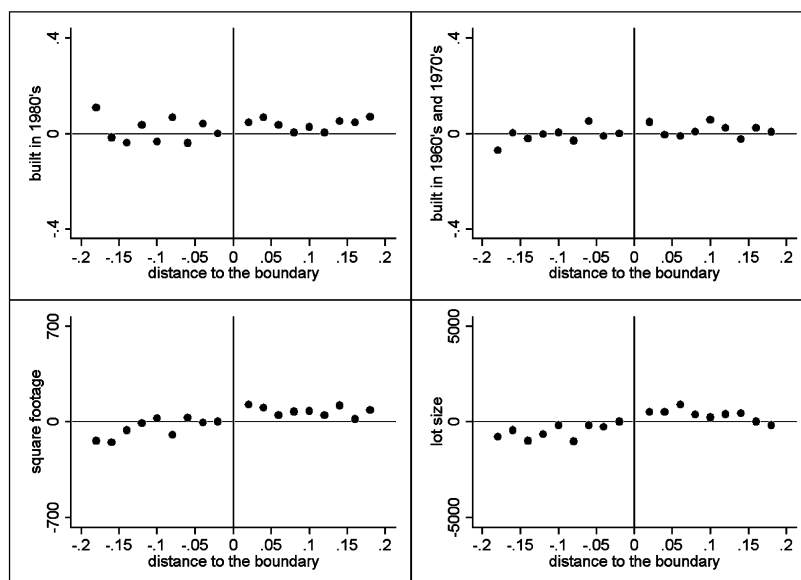 built in 1980's
.4
0
-.4
-.2 -.15 -.1 -.05 0 .05 .1 .15 .2
distance to the boundary
built in 1960's and 1970's
.4
0
-.4
-.2 -.15 -.1 -.05 0 .05 .1 .15 .2
distance to the boundary
square footage
700
0
-700
-.2 -.15 -.1 -.05 0 .05 .1 .15 .2
distance to the boundary
lot size
5000
0
-5000
-.2 -.15 -.1 -.05 0 .05 .1 .15 .2
distance to the boundary